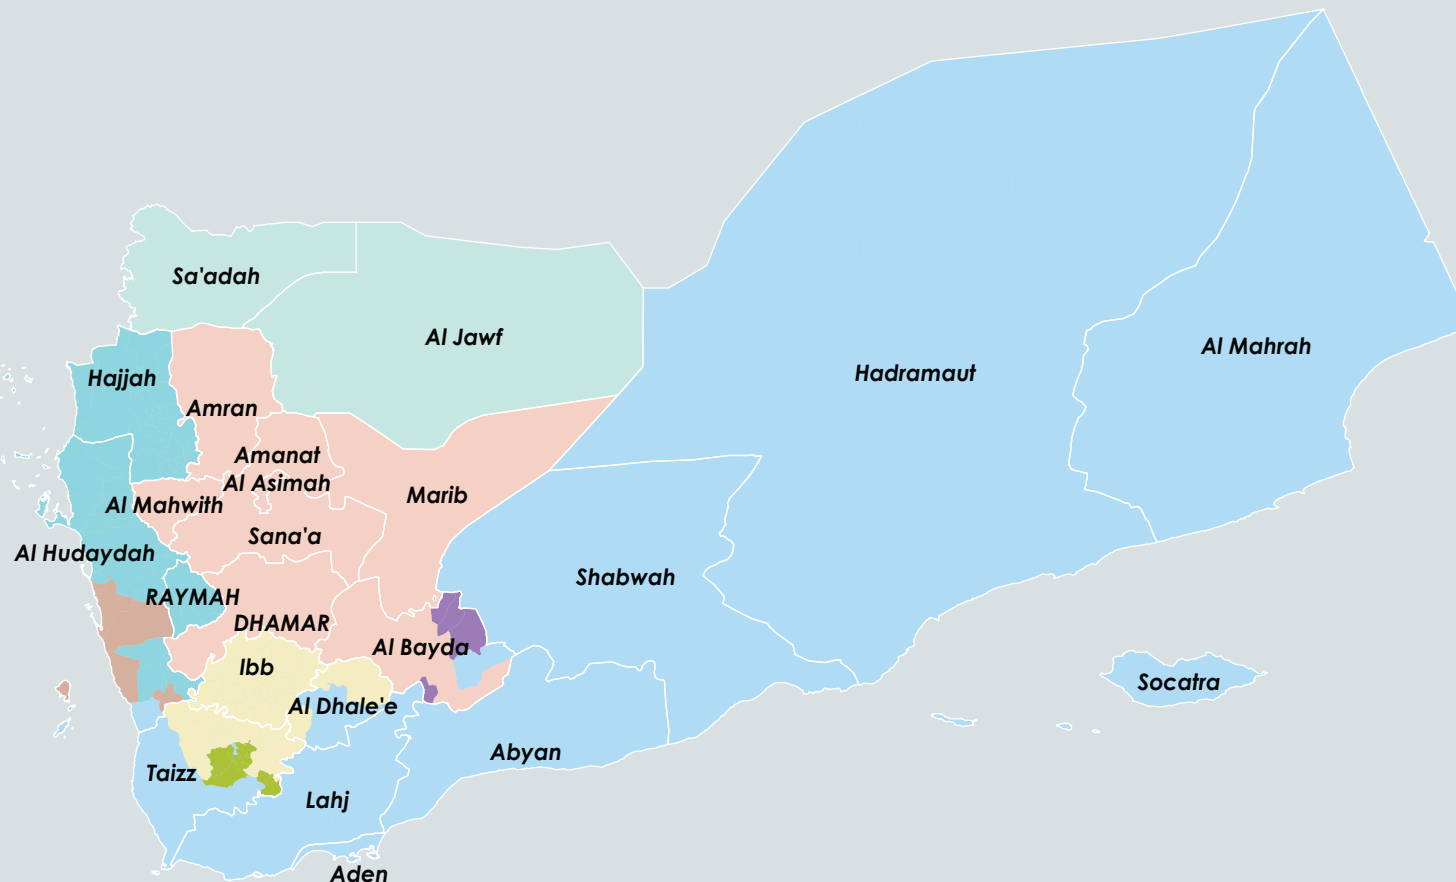 Sa'adah
Al Jawf
Al Mahrah
Hadramaut
Hajjah
Amran
Amanat
Al Asimah
Marib
Al Mahwith
Sana'a
Al Hudaydah
Shabwah
RAYMAH
DHAMAR
Al Bayda
Ibb
Socatra
Al Dhale'e
Abyan
Taizz
Lahj
Aden